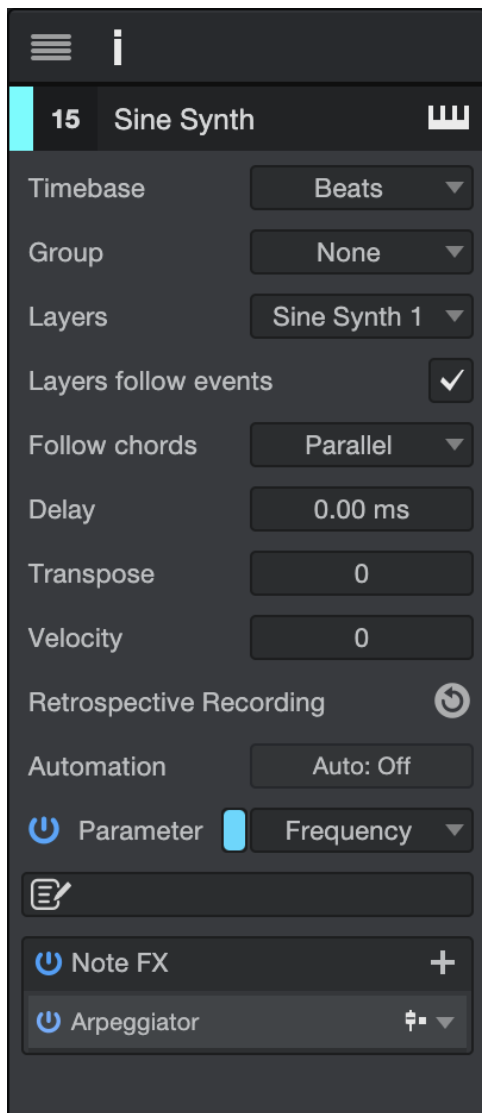 i
15 Sine Synth
Timebase Beats
Group None
Layers Sine Synth 1
Layers follow events
Follow chords Parallel
Delay 0.00 ms
Transpose 0
Velocity 0
Retrospective Recording
Automation Auto: Off
Parameter Frequency
Note FX +
Arpeggiator